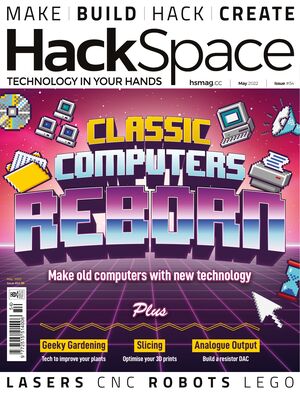 MAKE | BUILD | HACK | CREATE
HackSpace
TECHNOLOGY IN YOUR HANDS
hsmag.cc | May 2022 | Issue #54
CLASSIC
COMPUTERS
REBORN
Make old computers with new technology
Plus
Geeky Gardening
Tech to improve your plants
Slicing
Optimise your 3D prints
Analogue Output
Build a resistor DAC
LASERS CNC ROBOTS LEGO